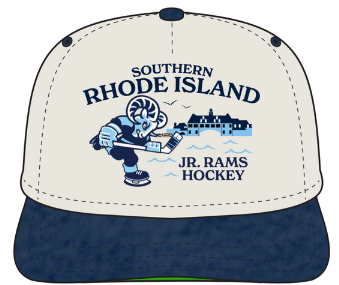 SOUTHERN
RHODE ISLAND
JR. RAMS
HOCKEY